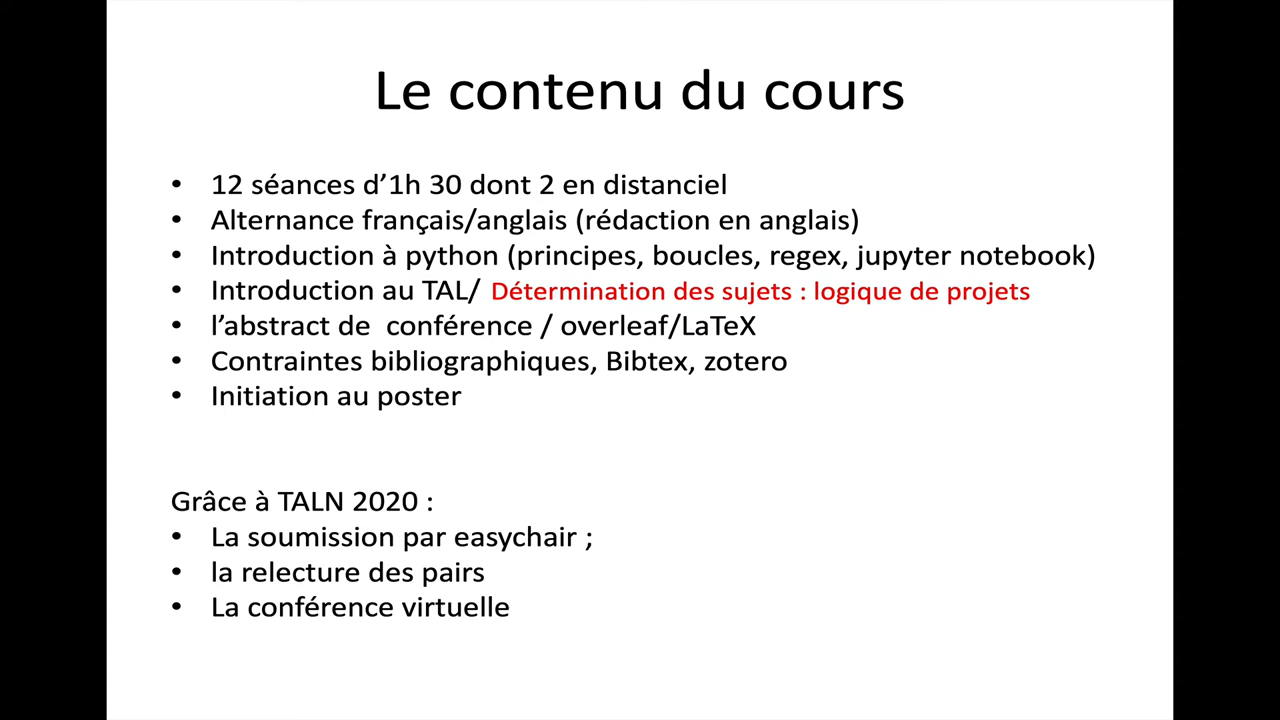 Le contenu du cours
• 12 séances d’1h 30 dont 2 en distanciel
• Alternance français/anglais (rédaction en anglais)
• Introduction à python (principes, boucles, regex, jupyter notebook)
• Introduction au TAL/ Détermination des sujets : logique de projets
• l’abstract de conférence / overleaf/LaTeX
• Contraintes bibliographiques, Bibtex, zotero
• Initiation au poster
Grâce à TALN 2020 :
• La soumission par easychair ;
• la relecture des pairs
• La conférence virtuelle